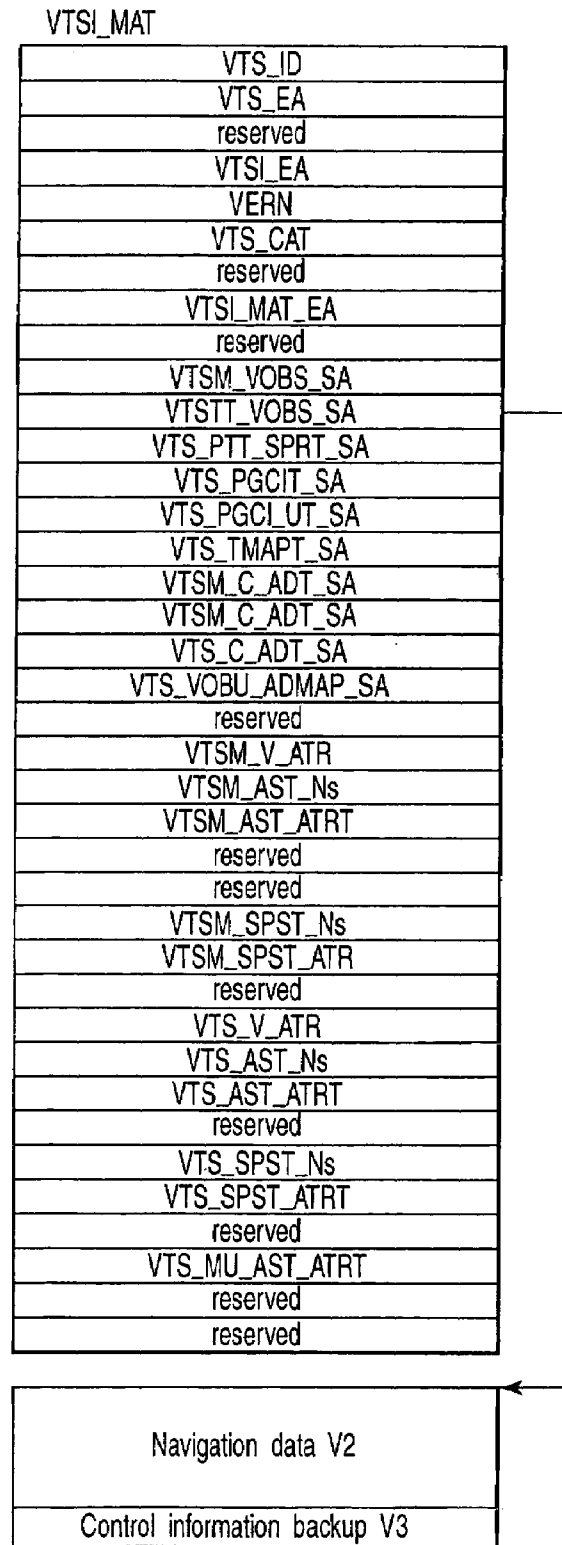 VTSI_MAT
VTS_ID
VTS_EA
reserved
VTSI_EA
VERN
VTS_CAT
reserved
VTSI_MAT_EA
reserved
VTSM_VOBS_SA
VTSTT_VOBS_SA
VTS_PTT_SPRT_SA
VTS_PGCIT_SA
VTS_PGCI_UT_SA
VTS_TMAPT_SA
VTSM_C_ADT_SA
VTSM_C_ADT_SA
VTS_C_ADT_SA
VTS_VOBU_ADMAP_SA
reserved
VTSM_V_ATR
VTSM_AST_Ns
VTSM_AST_ATRT
reserved
reserved
VTSM_SPST_Ns
VTSM_SPST_ATR
reserved
VTS_V_ATR
VTS_AST_Ns
VTS_AST_ATRT
reserved
VTS_SPST_Ns
VTS_SPST_ATRT
reserved
VTS_MU_AST_ATRT
reserved
reserved
Navigation data V2
Control information backup V3